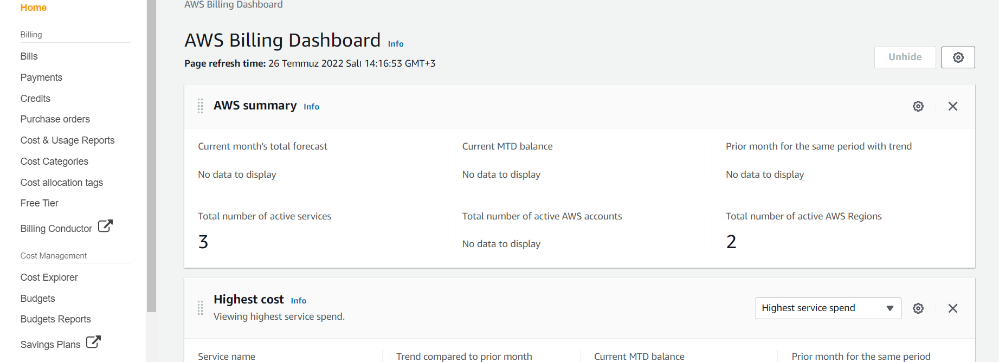 Home
Billing
Bills
Payments
Credits
Purchase orders
Cost & Usage Reports
Cost Categories
Cost allocation tags
Free Tier
Billing Conductor
Cost Management
Cost Explorer
Budgets
Budgets Reports
Savings Plans
AWS Billing Dashboard
AWS Billing Dashboard Info
Page refresh time: 26 Temmuz 2022 Salı 14:16:53 GMT+3
Unhide
AWS summary Info
Current month's total forecast
No data to display
Current MTD balance
No data to display
Prior month for the same period with trend
No data to display
Total number of active services
3
Total number of active AWS accounts
No data to display
Total number of active AWS Regions
2
Highest cost Info
Viewing highest service spend.
Highest service spend
Service name
Trend compared to prior month
Current MTD balance
Prior month for the same period